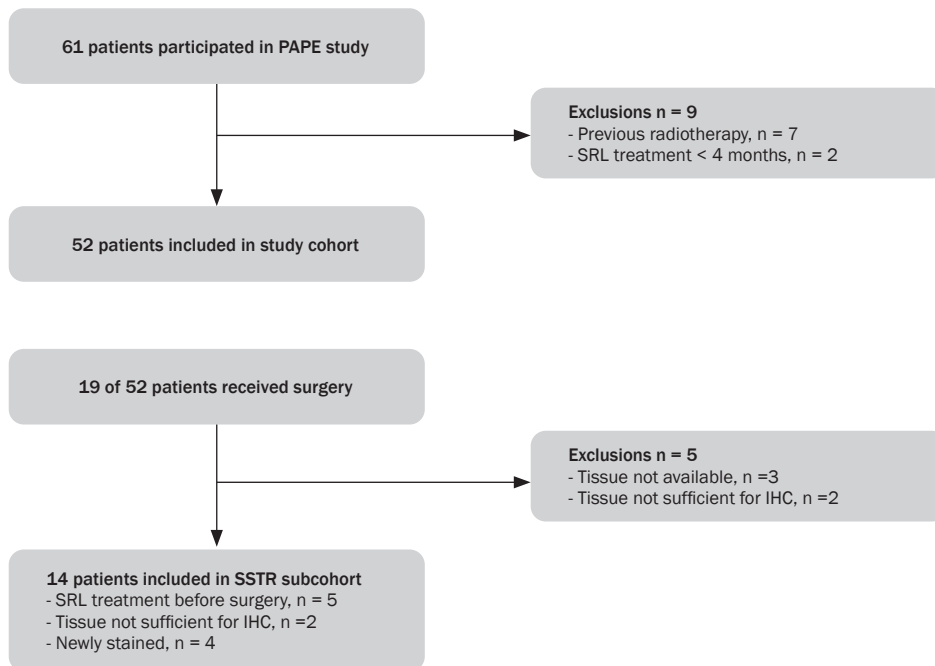 61 patients participated in PAPE study
Exclusions n = 9
- Previous radiotherapy, n = 7
- SRL treatment < 4 months, n = 2
52 patients included in study cohort
19 of 52 patients received surgery
Exclusions n = 5
- Tissue not available, n =3
- Tissue not sufficient for IHC, n =2
14 patients included in SSTR subcohort
- SRL treatment before surgery, n = 5
- Tissue not sufficient for IHC, n =2
- Newly stained, n = 4